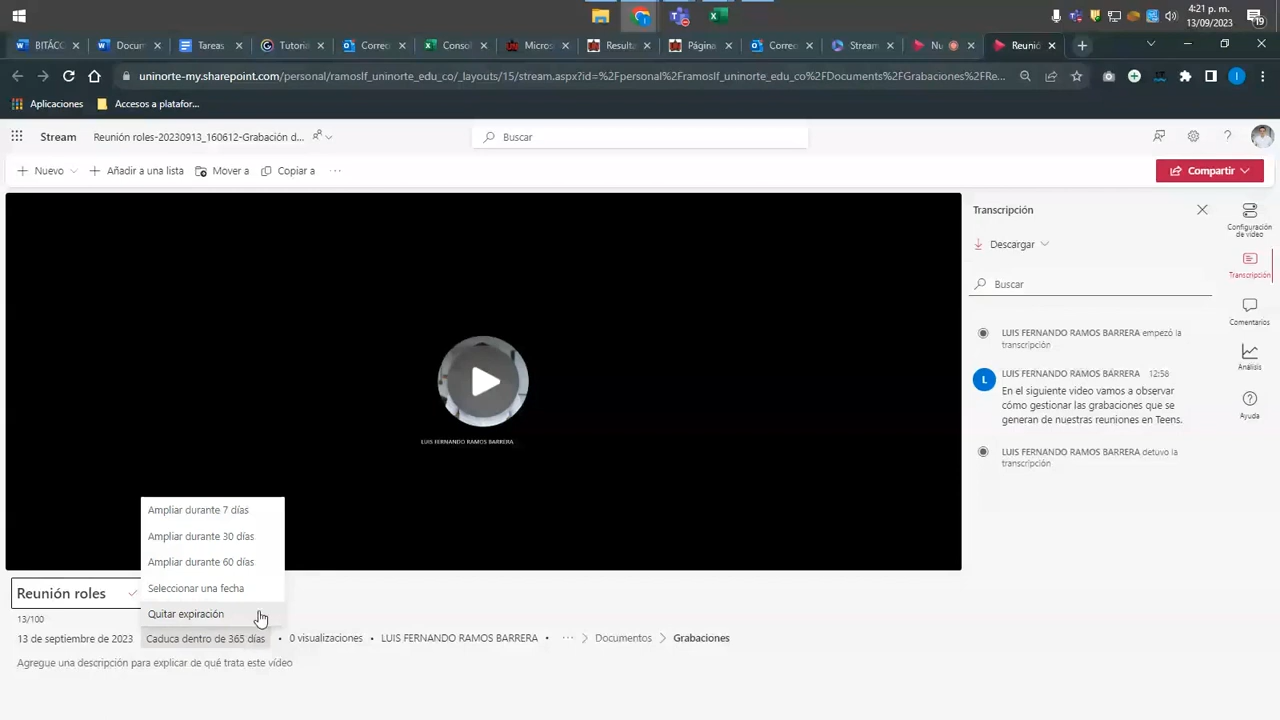 4:21 p.m.
13/09/2023
19
BITÁCC
Docum
Tareas
Tutoria
Correo
Consol
Micros
Resulta
Página
Correo
Stream
Nu
Reunió
uninorte-my.sharepoint.com/personal/ramoslf_uninorte_edu_co/_layouts/15/stream.aspx?id=%2Fpersonal%2Framoslf_uninorte_edu_co%2FDocuments%2FGrabaciones%2FRe...
Aplicaciones
Accesos a platafor...
Stream
Reunión roles-20230913_160612-Grabación d...
Buscar
Nuevo
Añadir a una lista
Mover a
Copiar a
...
Compartir
Transcripción
Descargar
Buscar
LUIS FERNANDO RAMOS BARRERA empezó la
transcripción
L
LUIS FERNANDO RAMOS BARRERA 12:58
En el siguiente video vamos a observar
cómo gestionar las grabaciones que se
generan de nuestras reuniones en Teens.
LUIS FERNANDO RAMOS BARRERA detuvo la
transcripción
Configuración
de vídeo
Transcripción
Comentarios
Análisis
Ayuda
LUIS FERNANDO RAMOS BARRERA
Ampliar durante 7 días
Ampliar durante 30 días
Ampliar durante 60 días
Seleccionar una fecha
Quitar expiración
Reunión roles
13/100
13 de septiembre de 2023 Caduca dentro de 365 días • 0 visualizaciones • LUIS FERNANDO RAMOS BARRERA • ... > Documentos > Grabaciones
Agregue una descripción para explicar de qué trata este vídeo